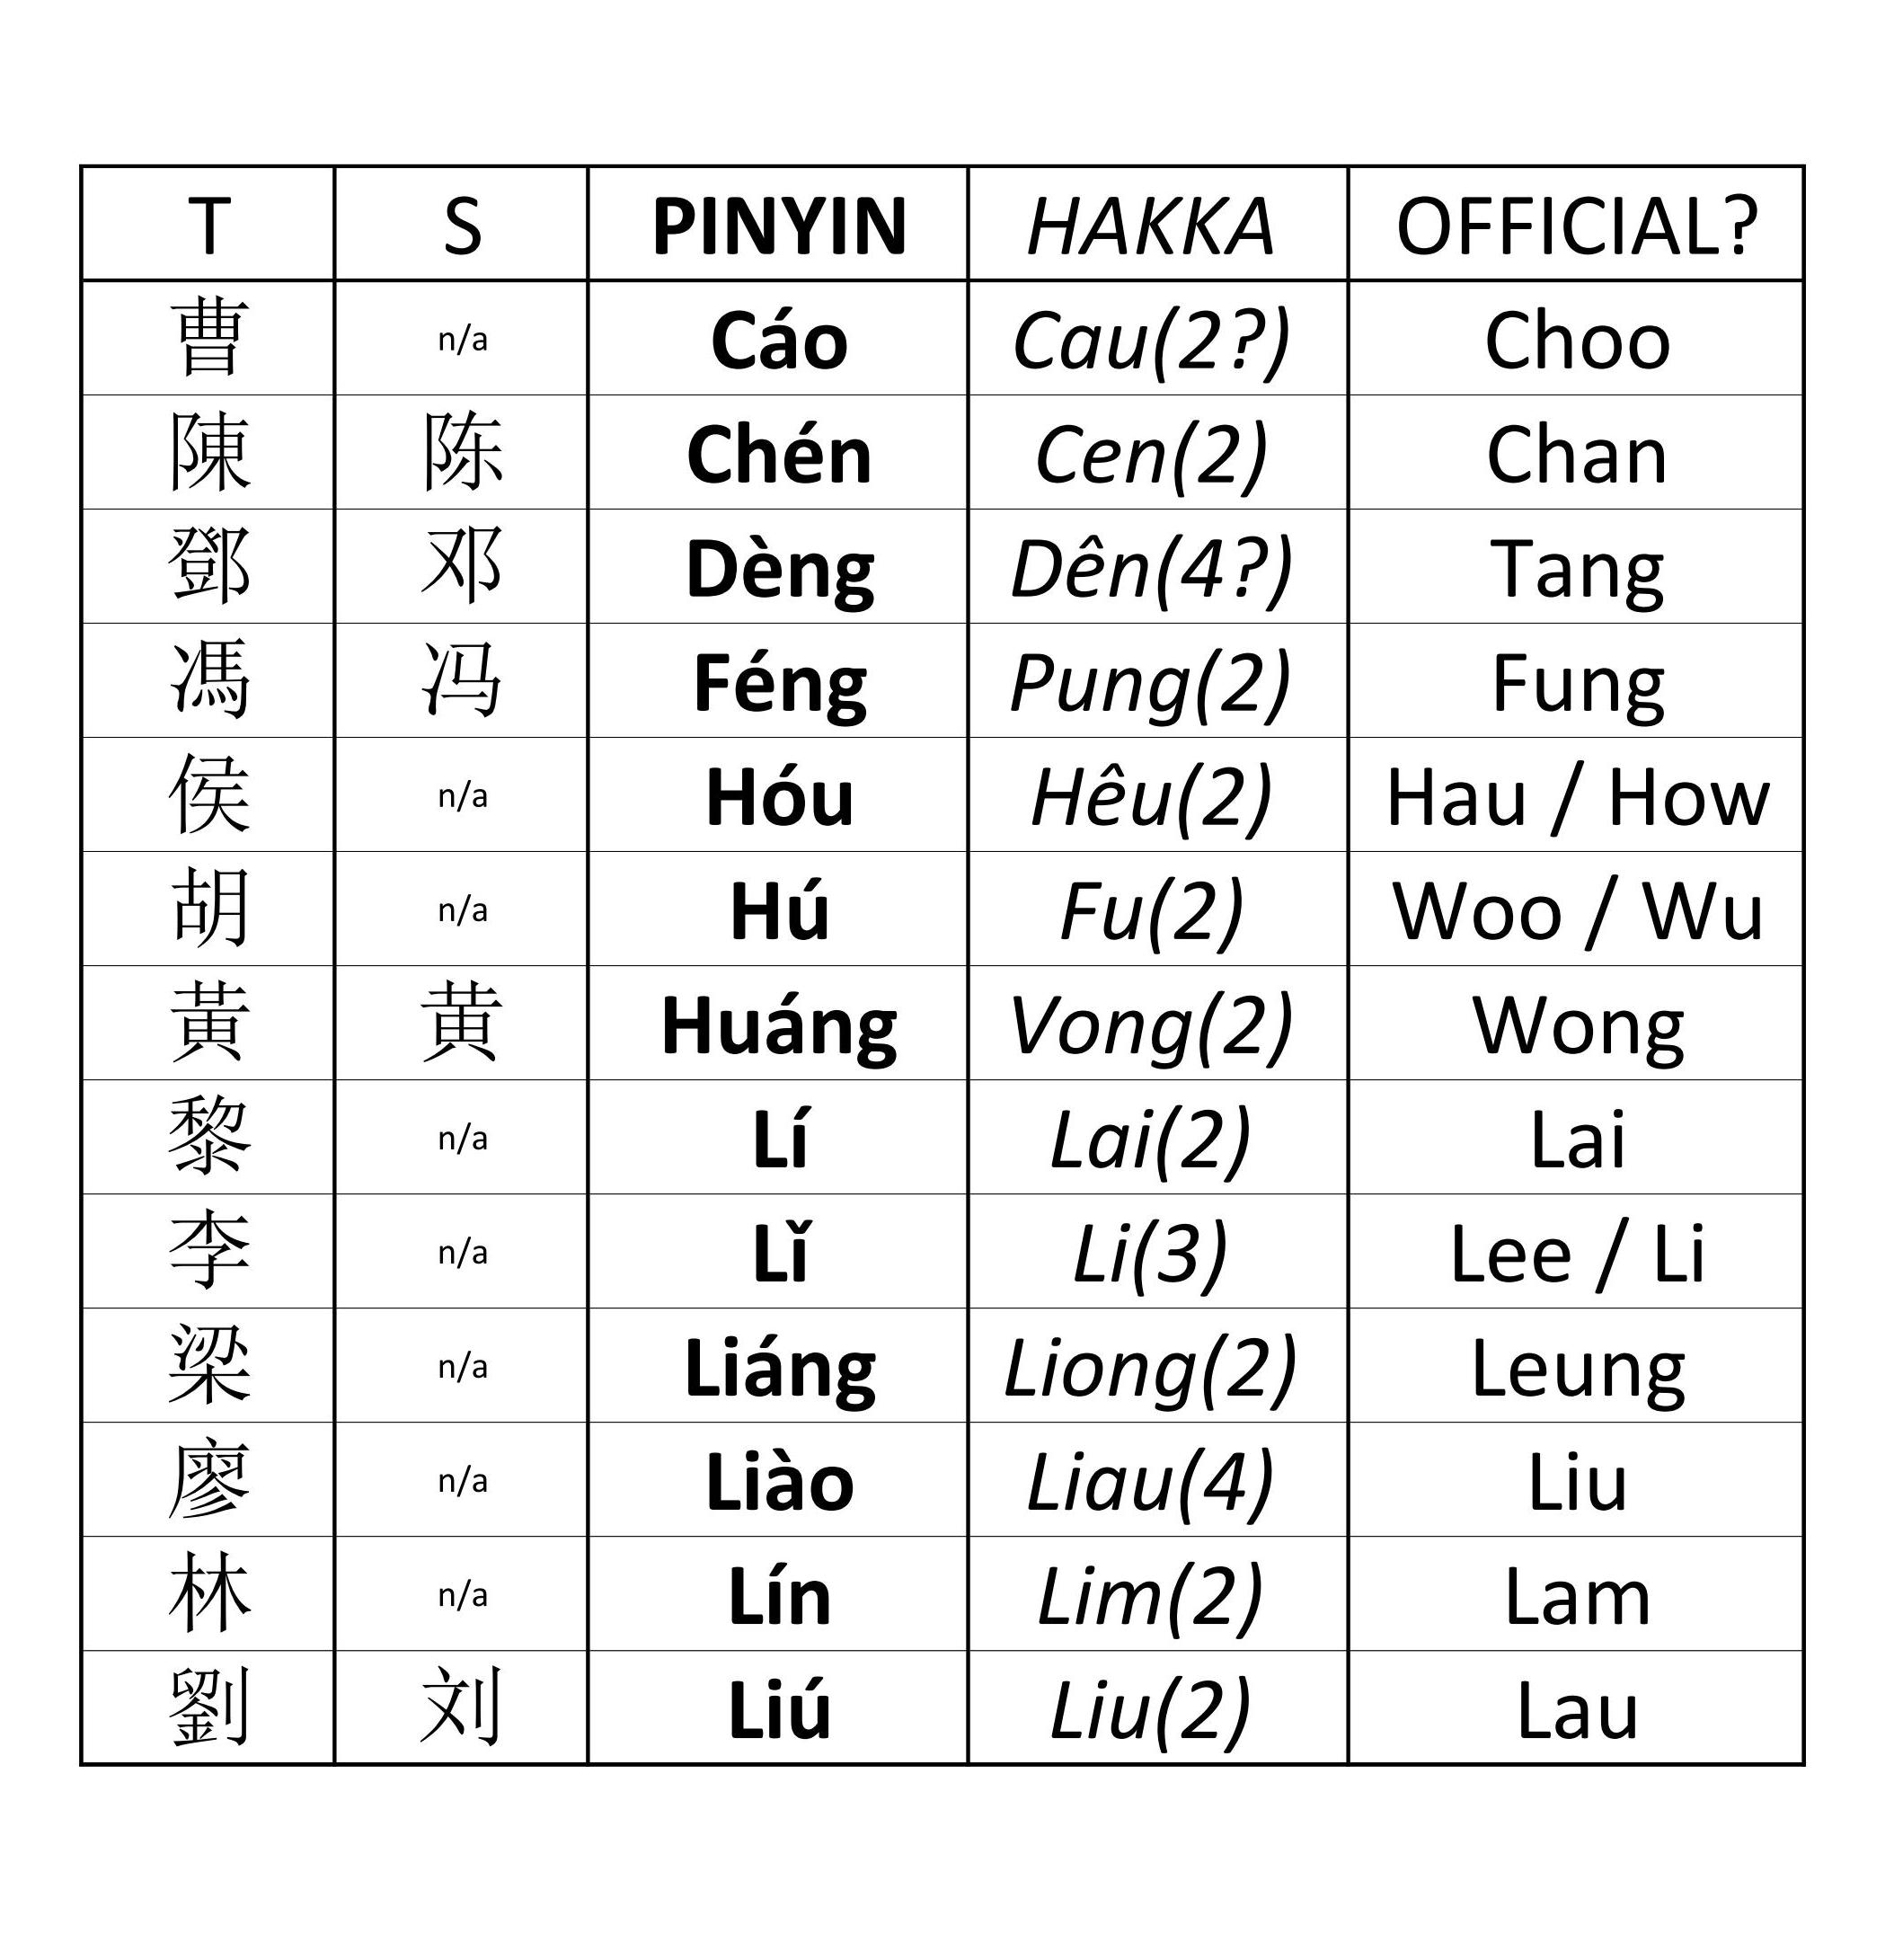 T S PINYIN HAKKA OFFICIAL?
曹 n/a Cáo Cau(2?) Choo
陳 陈 Chén Cen(2) Chan
鄧 邓 Dèng Dên(4?) Tang
馮 冯 Féng Pung(2) Fung
侯 n/a Hóu Hêu(2) Hau / How
胡 n/a Hú Fu(2) Woo / Wu
黃 黄 Huáng Vong(2) Wong
黎 n/a Lí Lai(2) Lai
李 n/a Lǐ Li(3) Lee / Li
梁 n/a Liáng Liong(2) Leung
廖 n/a Liào Liau(4) Liu
林 n/a Lín Lim(2) Lam
劉 刘 Liú Liu(2) Lau